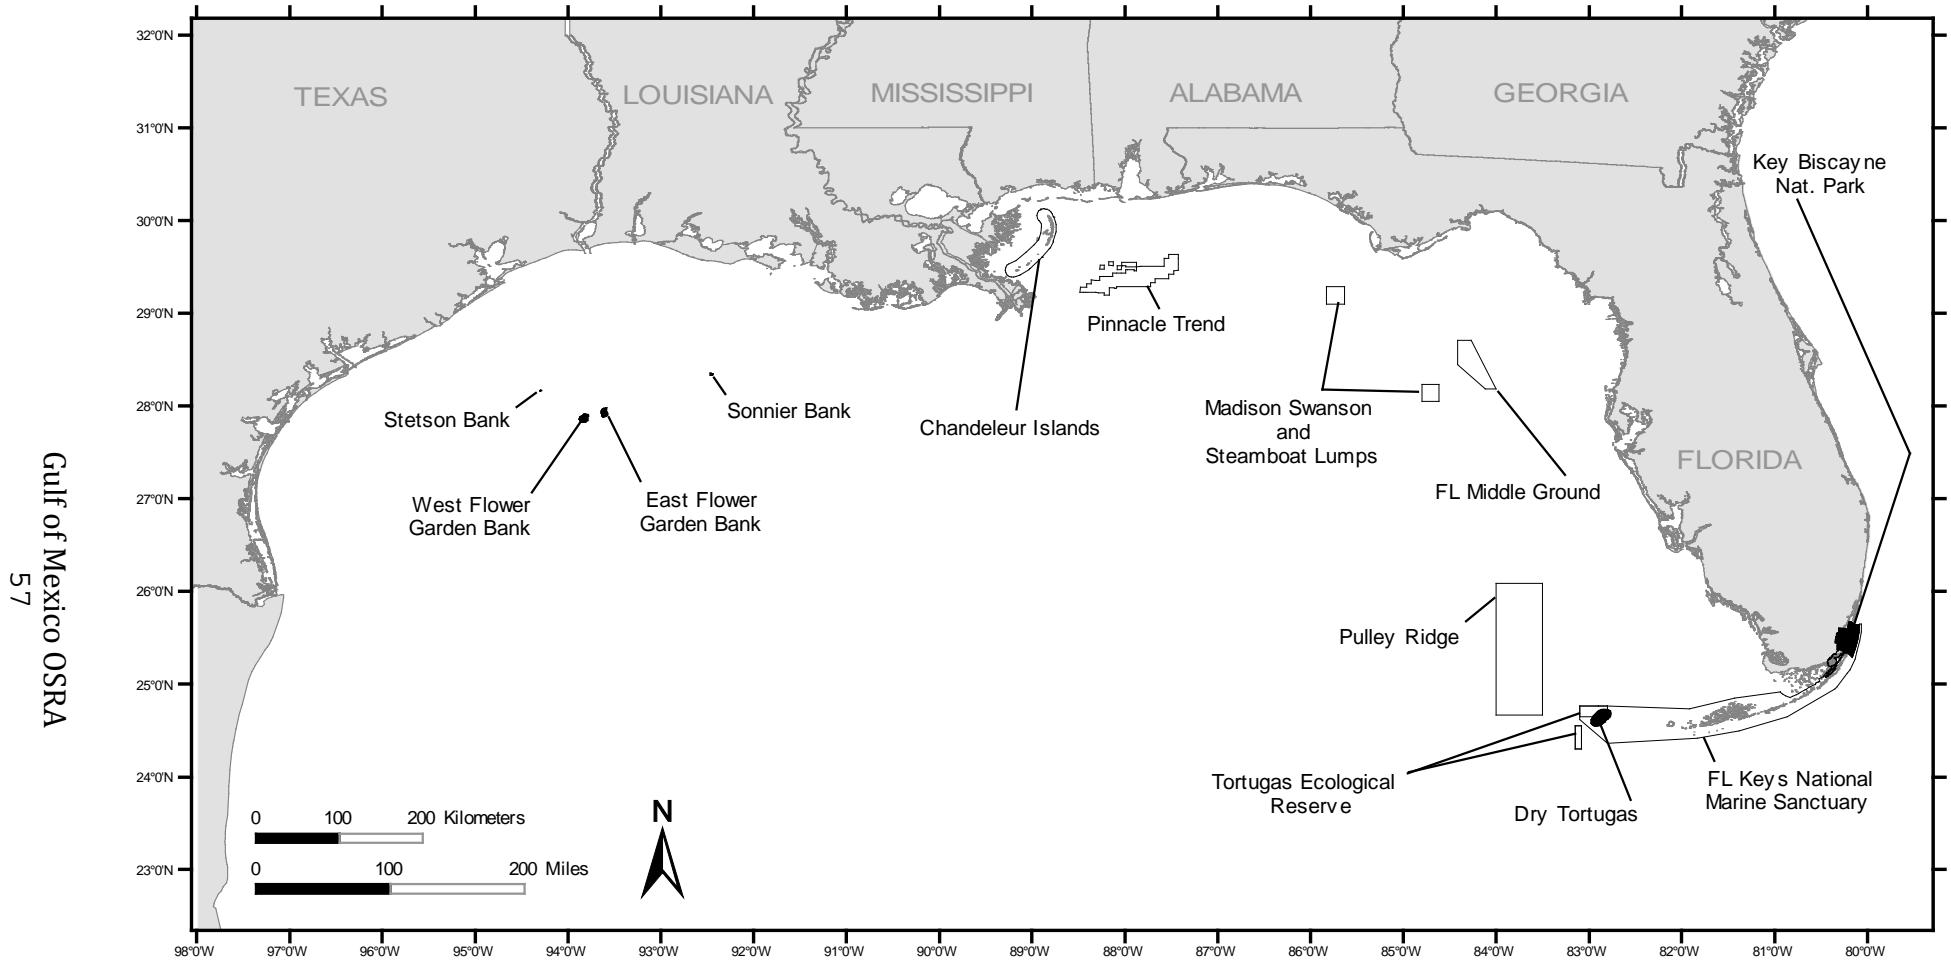 32°0'N
31°0'N
30°0'N
29°0'N
28°0'N
27°0'N
26°0'N
25°0'N
24°0'N
23°0'N
TEXAS
LOUISIANA
MISSISSIPPI
ALABAMA
GEORGIA
FLORIDA
Key Biscayne
Nat. Park
Pinnacle Trend
Stetson Bank
Sonnier Bank
Chandeleur Islands
Madison Swanson
and
Steamboat Lumps
FL Middle Ground
West Flower
Garden Bank
East Flower
Garden Bank
Pulley Ridge
Tortugas Ecological
Reserve
Dry Tortugas
FL Keys National
Marine Sanctuary
N
0 100 200 Kilometers
0 100 200 Miles
98°0'W 97°0'W 96°0'W 95°0'W 94°0'W 93°0'W 92°0'W 91°0'W 90°0'W 89°0'W 88°0'W 87°0'W 86°0'W 85°0'W 84°0'W 83°0'W 82°0'W 81°0'W 80°0'W
Gulf of Mexico OSRA
57